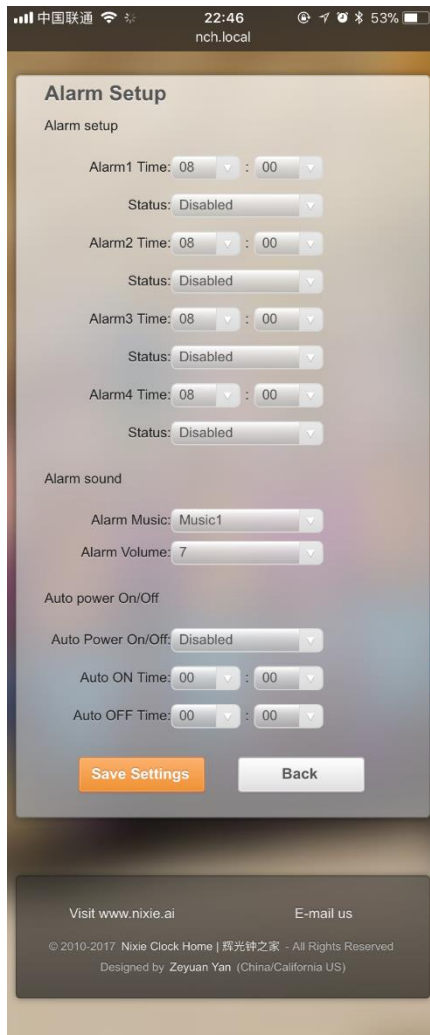 中国联通 22:46 53%
nch.local
Alarm Setup
Alarm setup
Alarm1 Time: 08 : 00
Status: Disabled
Alarm2 Time: 08 : 00
Status: Disabled
Alarm3 Time: 08 : 00
Status: Disabled
Alarm4 Time: 08 : 00
Status: Disabled
Alarm sound
Alarm Music: Music1
Alarm Volume: 7
Auto power On/Off
Auto Power On/Off: Disabled
Auto ON Time: 00 : 00
Auto OFF Time: 00 : 00
Save Settings Back
Visit www.nixie.ai E-mail us
© 2010-2017 Nixie Clock Home | 辉光钟之家 - All Rights Reserved
Designed by Zeyuan Yan (China/California US)